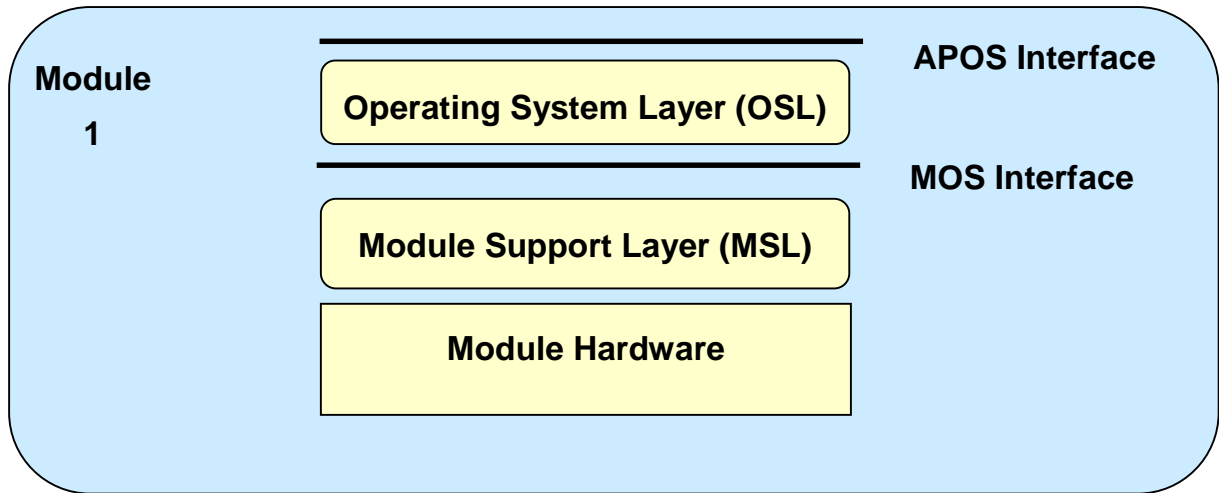 Module
1
APOS Interface
Operating System Layer (OSL)
MOS Interface
Module Support Layer (MSL)
Module Hardware